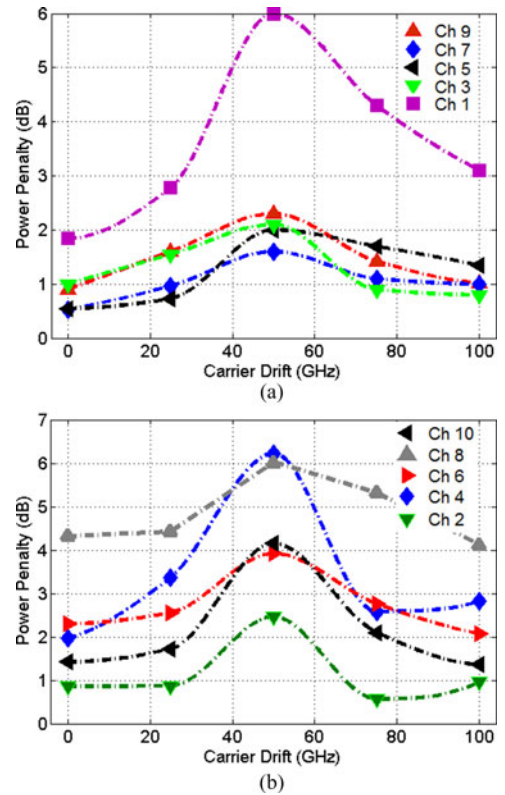 6
5
4
3
2
1
0
Power Penalty (dB)
Ch 9
Ch 7
Ch 5
Ch 3
Ch 1
0 20 40 60 80 100
Carrier Drift (GHz)
(a)
7
6
5
4
3
2
1
0
Power Penalty (dB)
Ch 10
Ch 8
Ch 6
Ch 4
Ch 2
0 20 40 60 80 100
Carrier Drift (GHz)
(b)